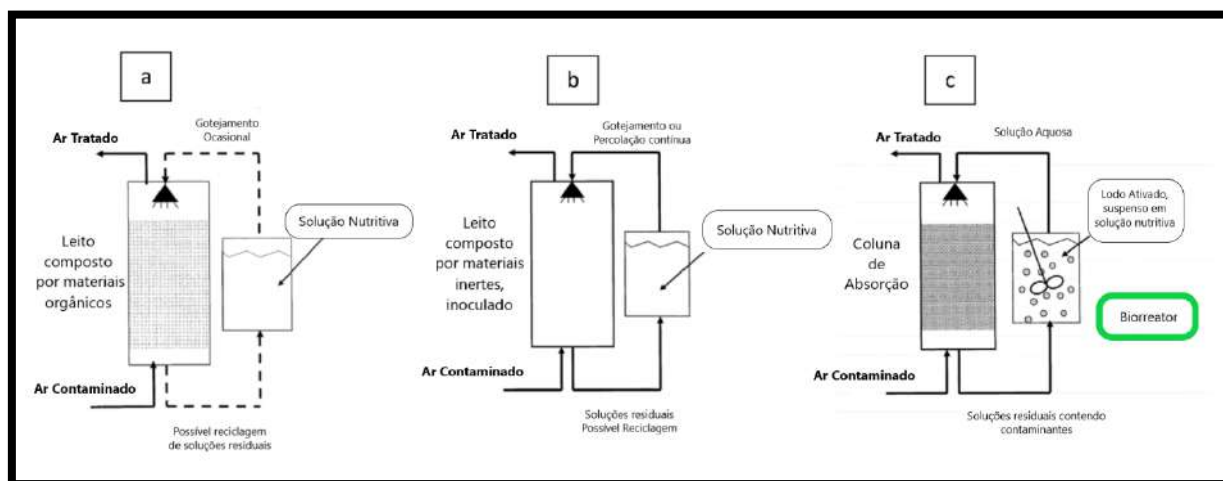 a
Gotejamento
Ocasional
Ar Tratado
Solução Nutritiva
Leito
composto
por materiais
orgânicos
Ar Contaminado
Possível reciclagem
de soluções residuais
b
Gotejamento ou
Percolação contínua
Ar Tratado
Leito
composto
por materiais
inertes,
inoculado
Solução Nutritiva
Ar Contaminado
Soluções residuais
Possível Reciclagem
c
Solução Aquosa
Ar Tratado
Lodo Ativado,
suspenso em
solução nutritiva
Coluna
de
Absorção
Biorreator
Ar Contaminado
Soluções residuais contendo
contaminantes